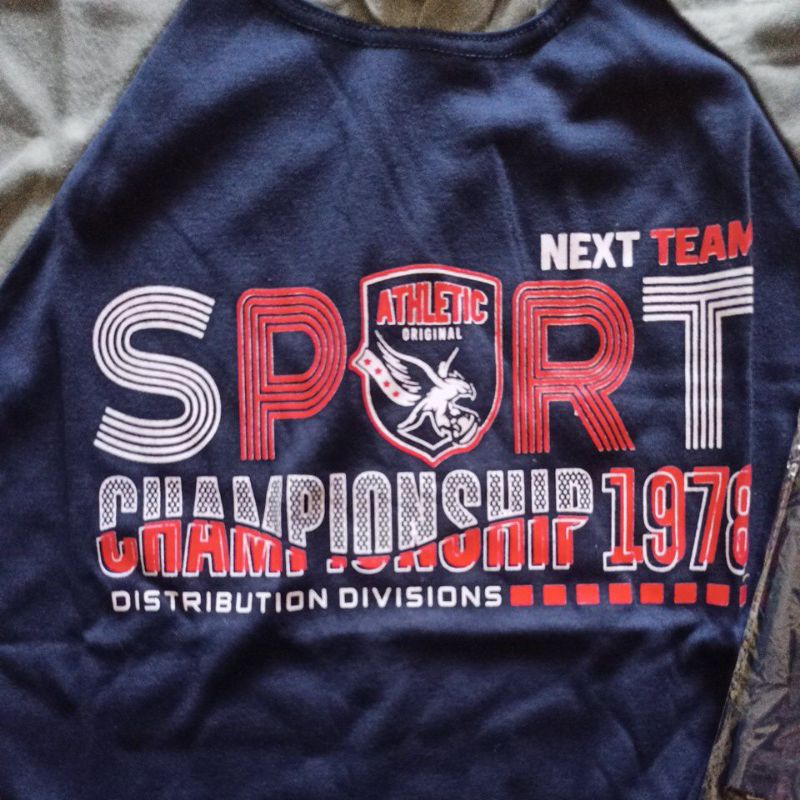 NEXT TEAM
SPORT
ATHLETIC
ORIGINAL
CHAMPIONSHIP 1978
DISTRIBUTION DIVISIONS